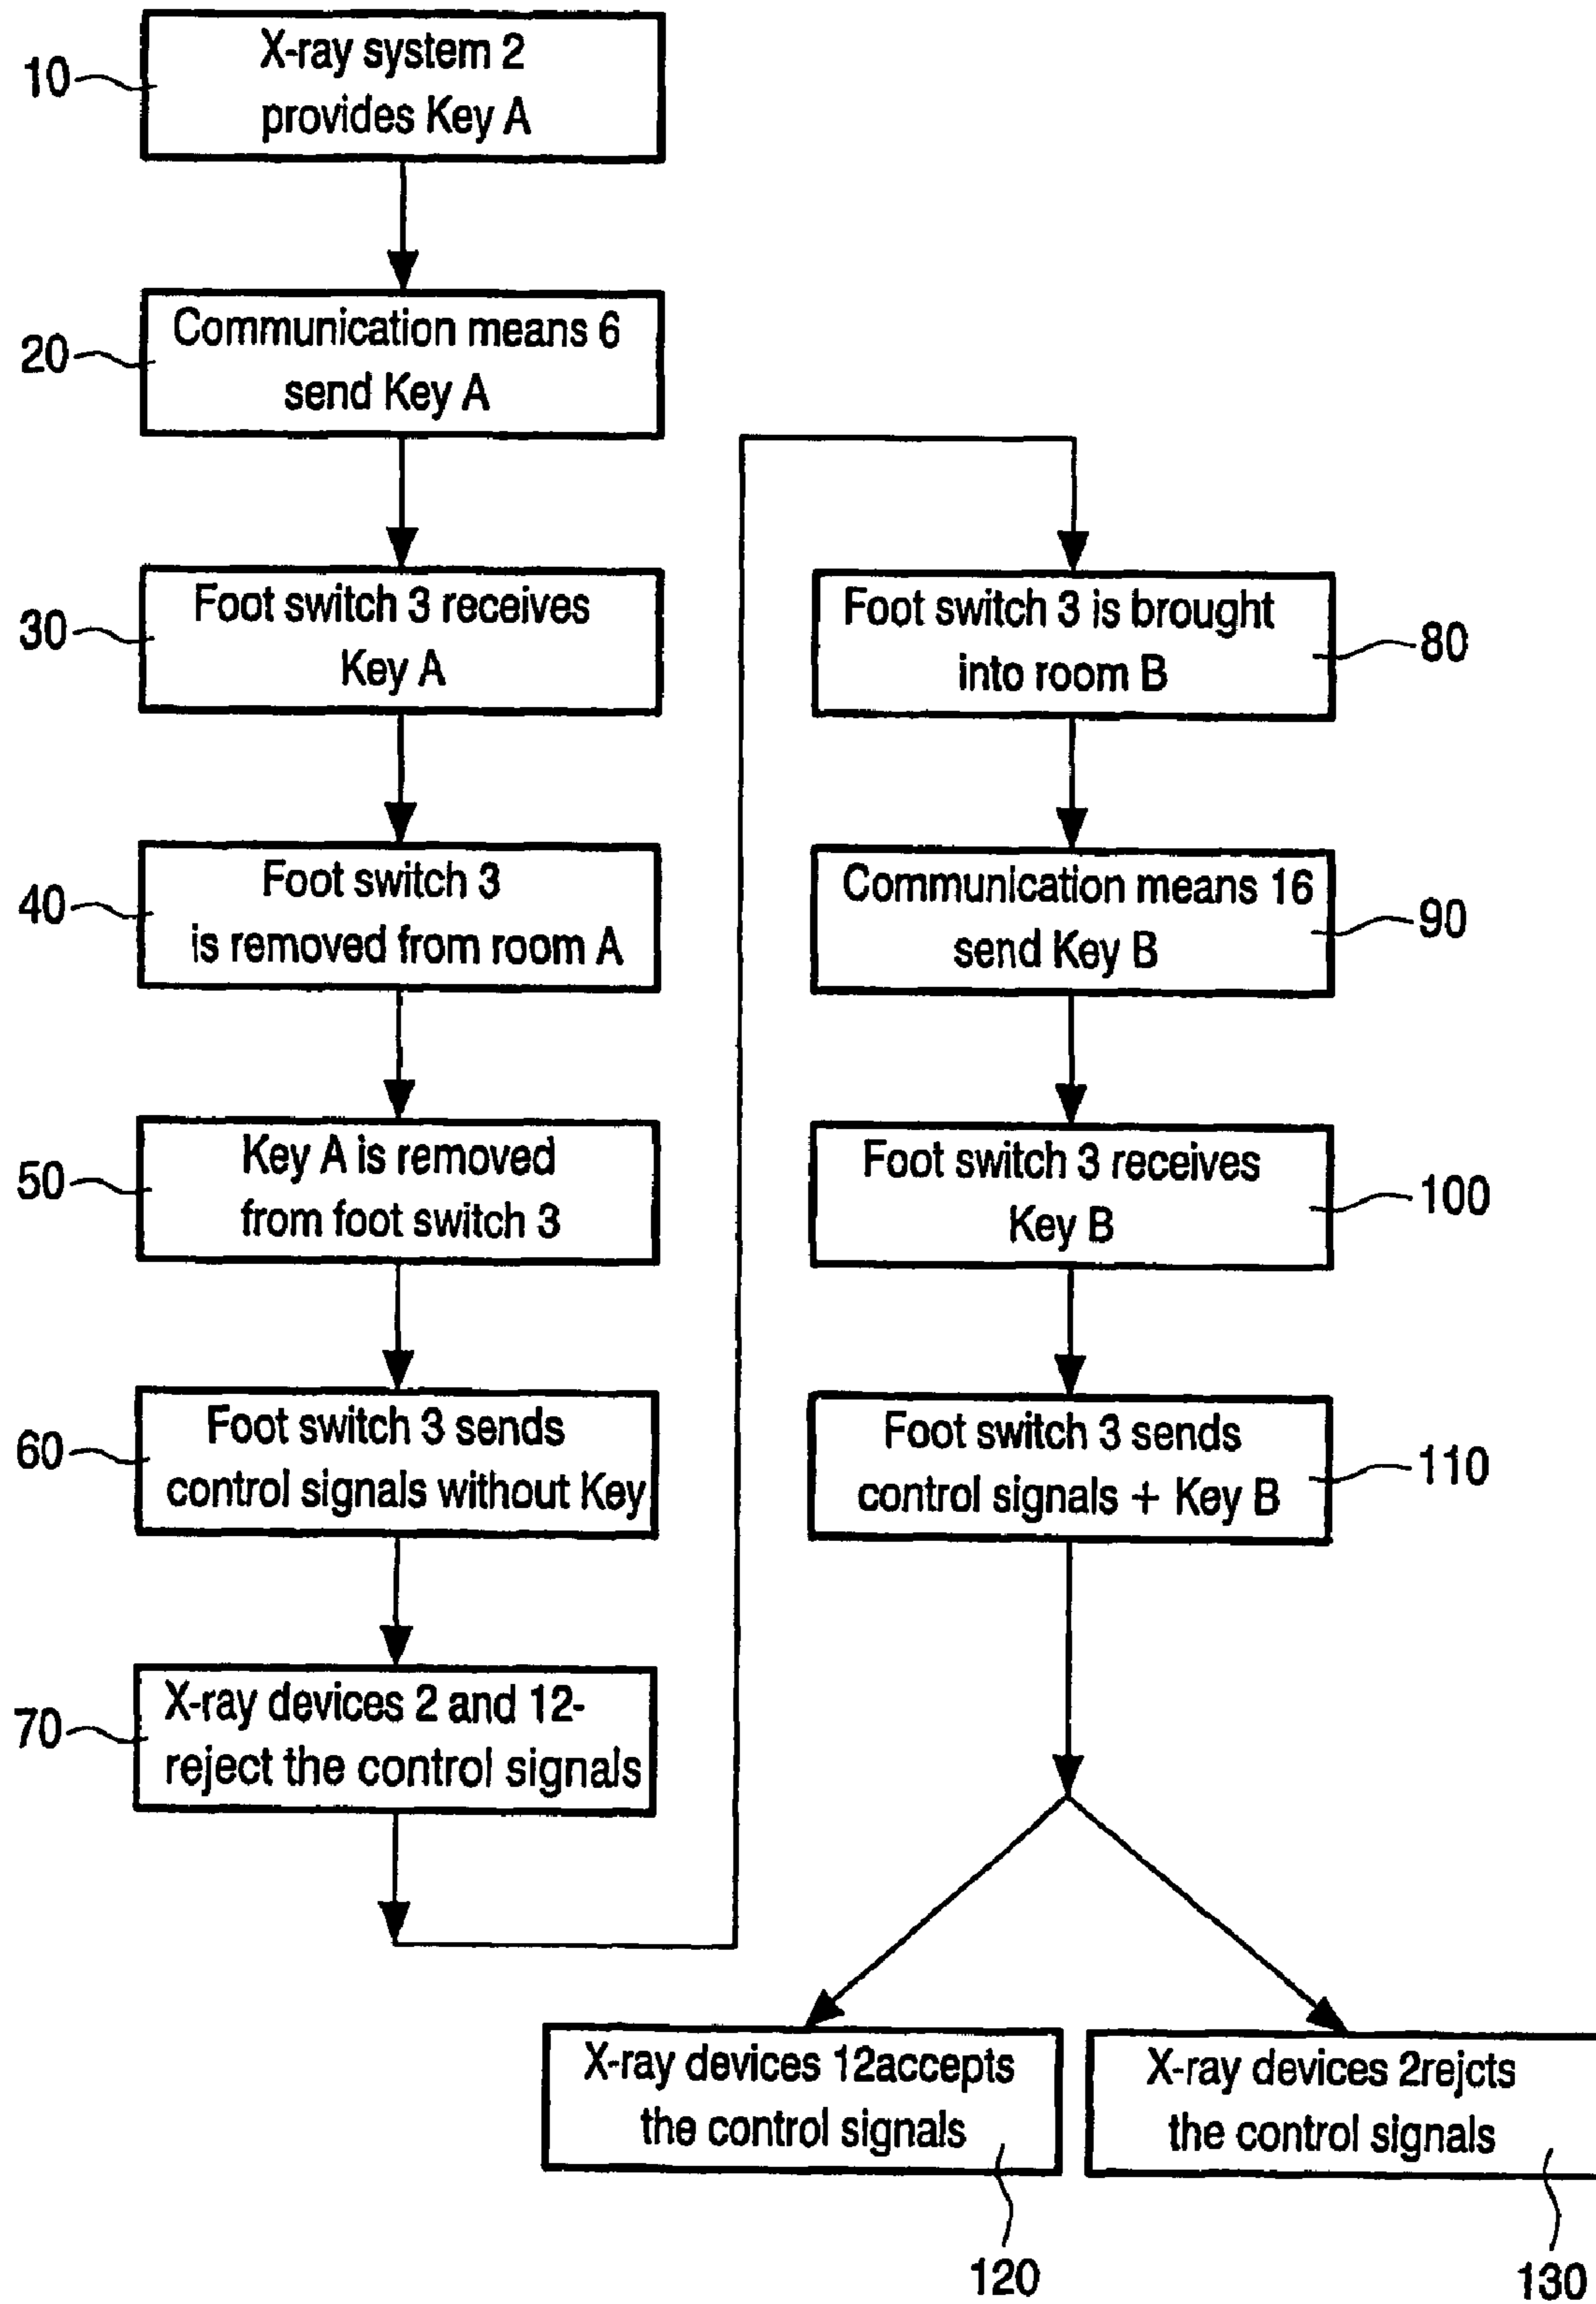 10
X-ray system 2
provides Key A
20
Communication means 6
send Key A
30
Foot switch 3 receives
Key A
40
Foot switch 3
is removed from room A
50
Key A is removed
from foot switch 3
60
Foot switch 3 sends
control signals without Key
70
X-ray devices 2 and 12-
reject the control signals
Foot switch 3 is brought
into room B
80
Communication means 16
send Key B
90
Foot switch 3 receives
Key B
100
Foot switch 3 sends
control signals + Key B
110
X-ray devices 12accepts
the control signals
120
X-ray devices 2rejcts
the control signals
130